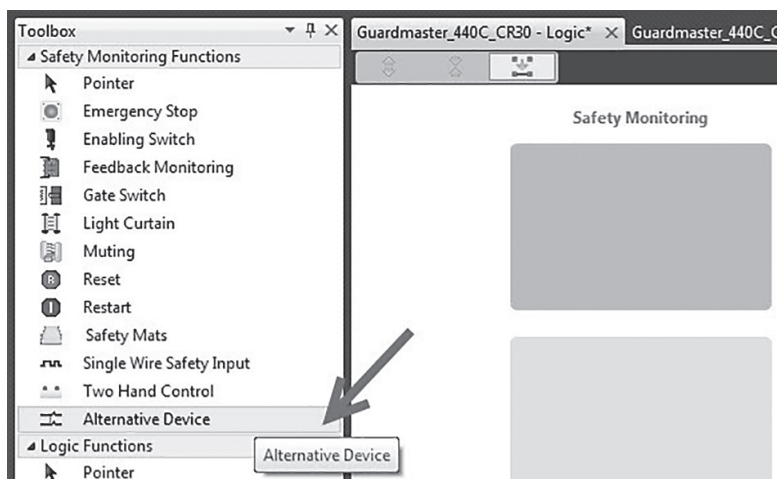 Toolbox
Safety Monitoring Functions
Pointer
Emergency Stop
Enabling Switch
Feedback Monitoring
Gate Switch
Light Curtain
Muting
Reset
Restart
Safety Mats
Single Wire Safety Input
Two Hand Control
Alternative Device
Logic Functions
Pointer
Alternative Device
Guardmaster_440C_CR30 - Logic*
Guardmaster_440C_C
Safety Monitoring